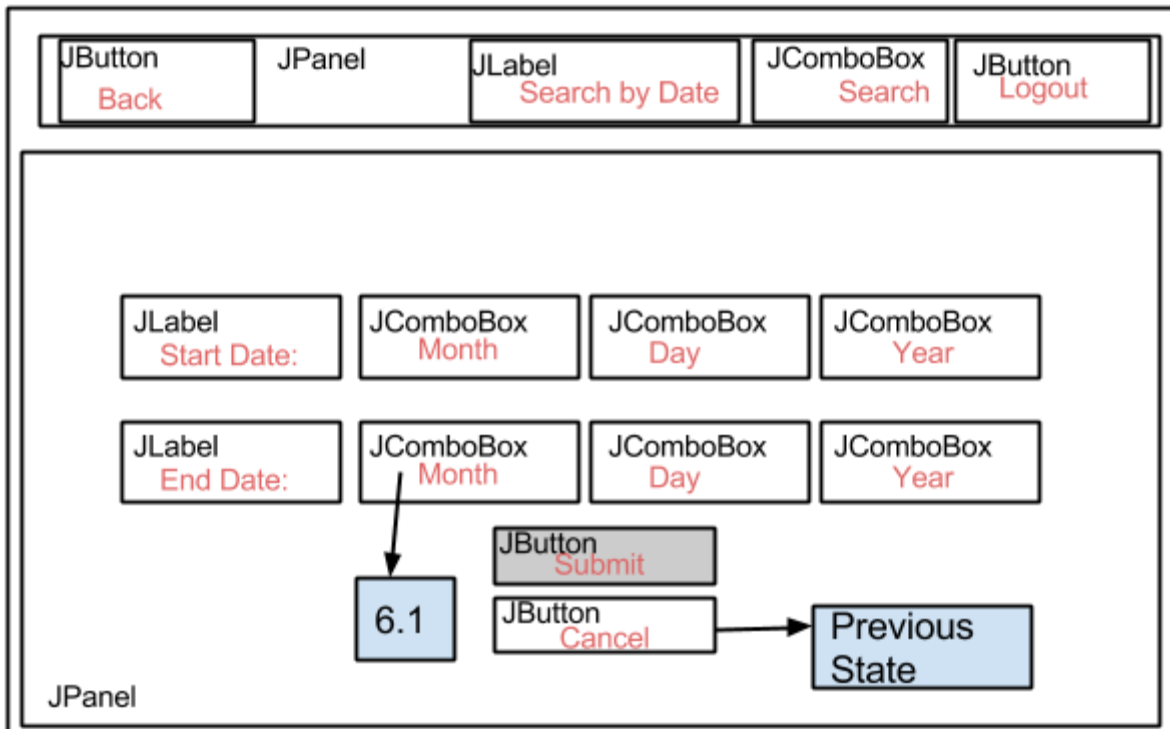 JButton
Back
JPanel
JLabel
Search by Date
JComboBox
Search
JButton
Logout
JLabel
Start Date:
JComboBox
Month
JComboBox
Day
JComboBox
Year
JLabel
End Date:
JComboBox
Month
JComboBox
Day
JComboBox
Year
JButton
Submit
6.1
JButton
Cancel
Previous
State
JPanel